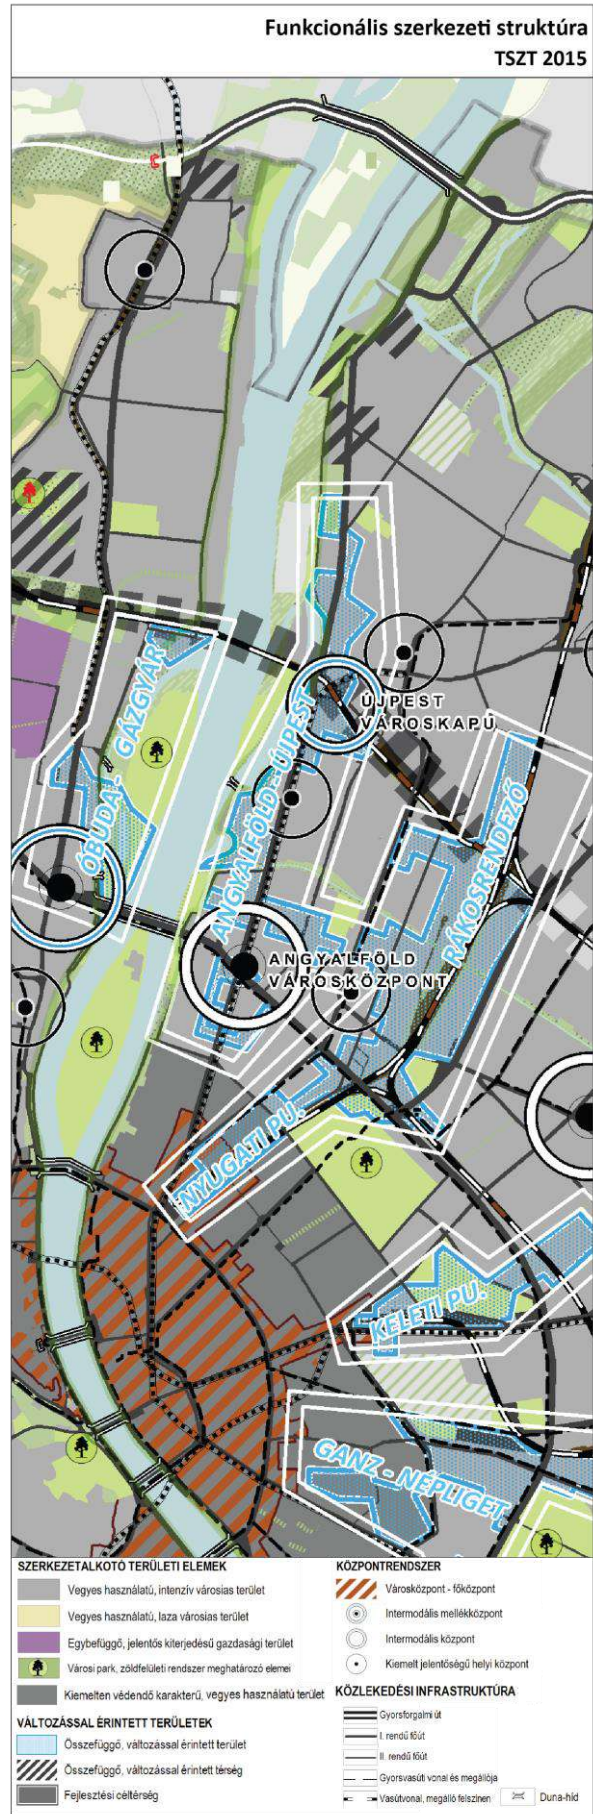 Funkcionális szerkezeti struktúra
TSZT 2015
ÓBUDA - GÁZGYÁR
ANGYALFÖLD - ÚJPEST
ÚJPEST
VÁROSKAPU
RÁKOSRENDEZŐ
ANGYALFÖLD
VÁROSKÖZPONT
NYUGATI PU.
KELETI PU.
GANZ - NÉPLIGET
SZERKEZETALKOTÓ TERÜLETI ELEMEK
Vegyes használatú, intenzív városias terület
Vegyes használatú, laza városias terület
Egybefüggő, jelentős kiterjedésű gazdasági terület
Városi park, zöldfelületi rendszer meghatározó elemei
Kiemelten védendő karakterű, vegyes használatú terület
VÁLTOZÁSSAL ÉRINTETT TERÜLETEK
Összefüggő, változással érintett terület
Összefüggő, változással érintett térség
Fejlesztési céltérség
KÖZPONTRENDSZER
Városközpont - főközpont
Intermodális mellékközpont
Intermodális központ
Kiemelt jelentőségű helyi központ
KÖZLEKEDÉSI INFRASTRUKTÚRA
Gyorsforgalmi út
I. rendű főút
II. rendű főút
Gyorsvasúti vonal és megállója
Vasútvonal, megálló felszínen
Duna-híd